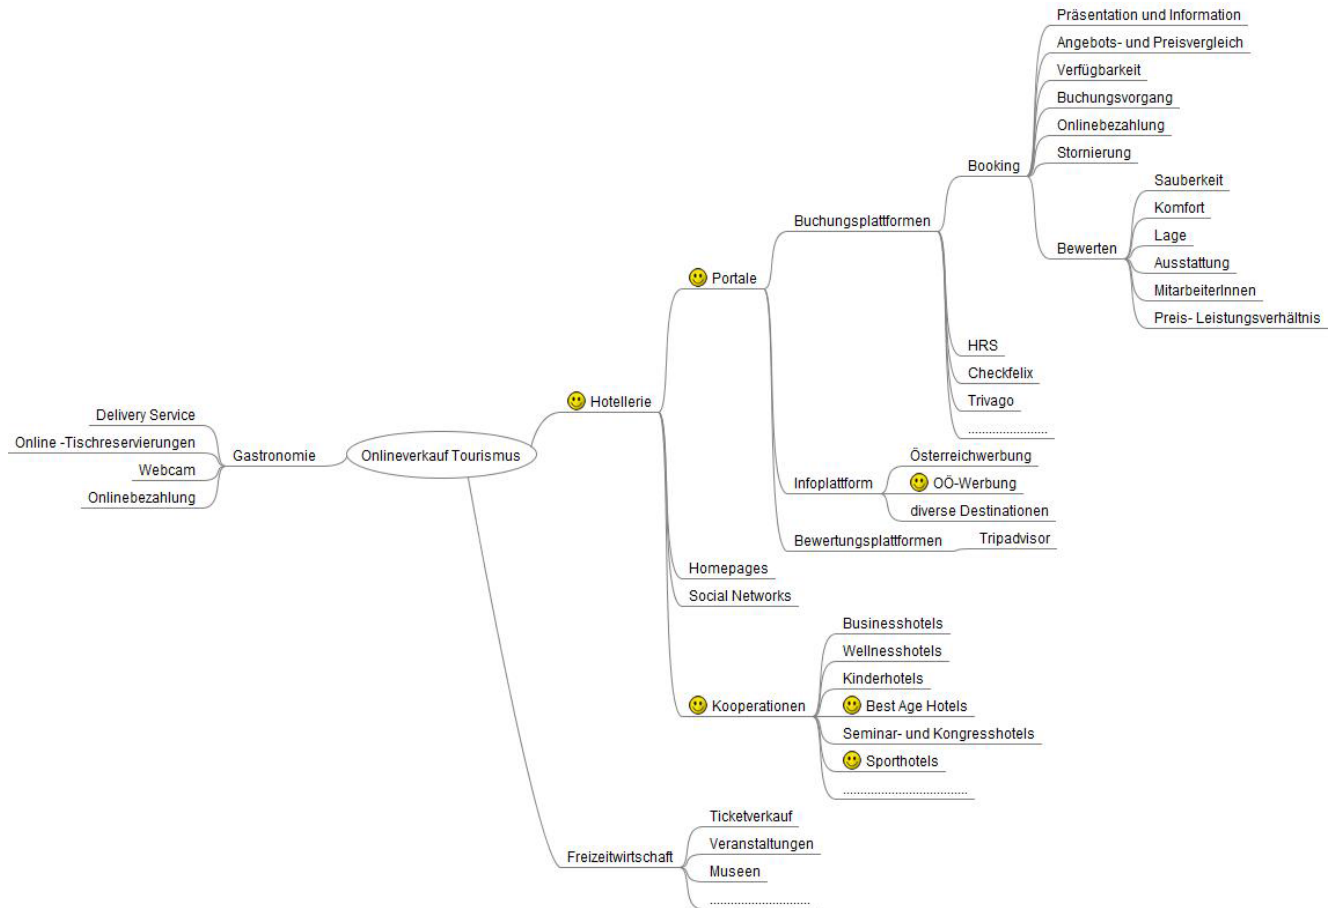 Präsentation und Information
Angebots- und Preisvergleich
Verfügbarkeit
Buchungsvorgang
Onlinebezahlung
Stornierung
Booking
Sauberkeit
Komfort
Lage
Bewerten
Ausstattung
MitarbeiterInnen
Preis- Leistungsverhältnis
Buchungsplattformen
Portale
HRS
Checkfelix
Trivago
.......................
Hotellerie
Delivery Service
Online -Tischreservierungen
Webcam
Onlinebezahlung
Gastronomie
Onlineverkauf Tourismus
Infoplattform
Österreichwerbung
OÖ-Werbung
diverse Destinationen
Bewertungsplattformen
Tripadvisor
Homepages
Social Networks
Kooperationen
Businesshotels
Wellnesshotels
Kinderhotels
Best Age Hotels
Seminar- und Kongresshotels
Sporthotels
....................................
Freizeitwirtschaft
Ticketverkauf
Veranstaltungen
Museen
.............................